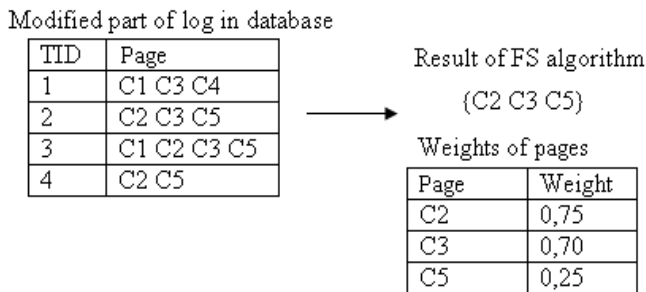 Modified part of log in database
TID Page
1 C1 C3 C4
2 C2 C3 C5
3 C1 C2 C3 C5
4 C2 C5
Result of FS algorithm
{C2 C3 C5}
Weights of pages
Page Weight
C2 0,75
C3 0,70
C5 0,25